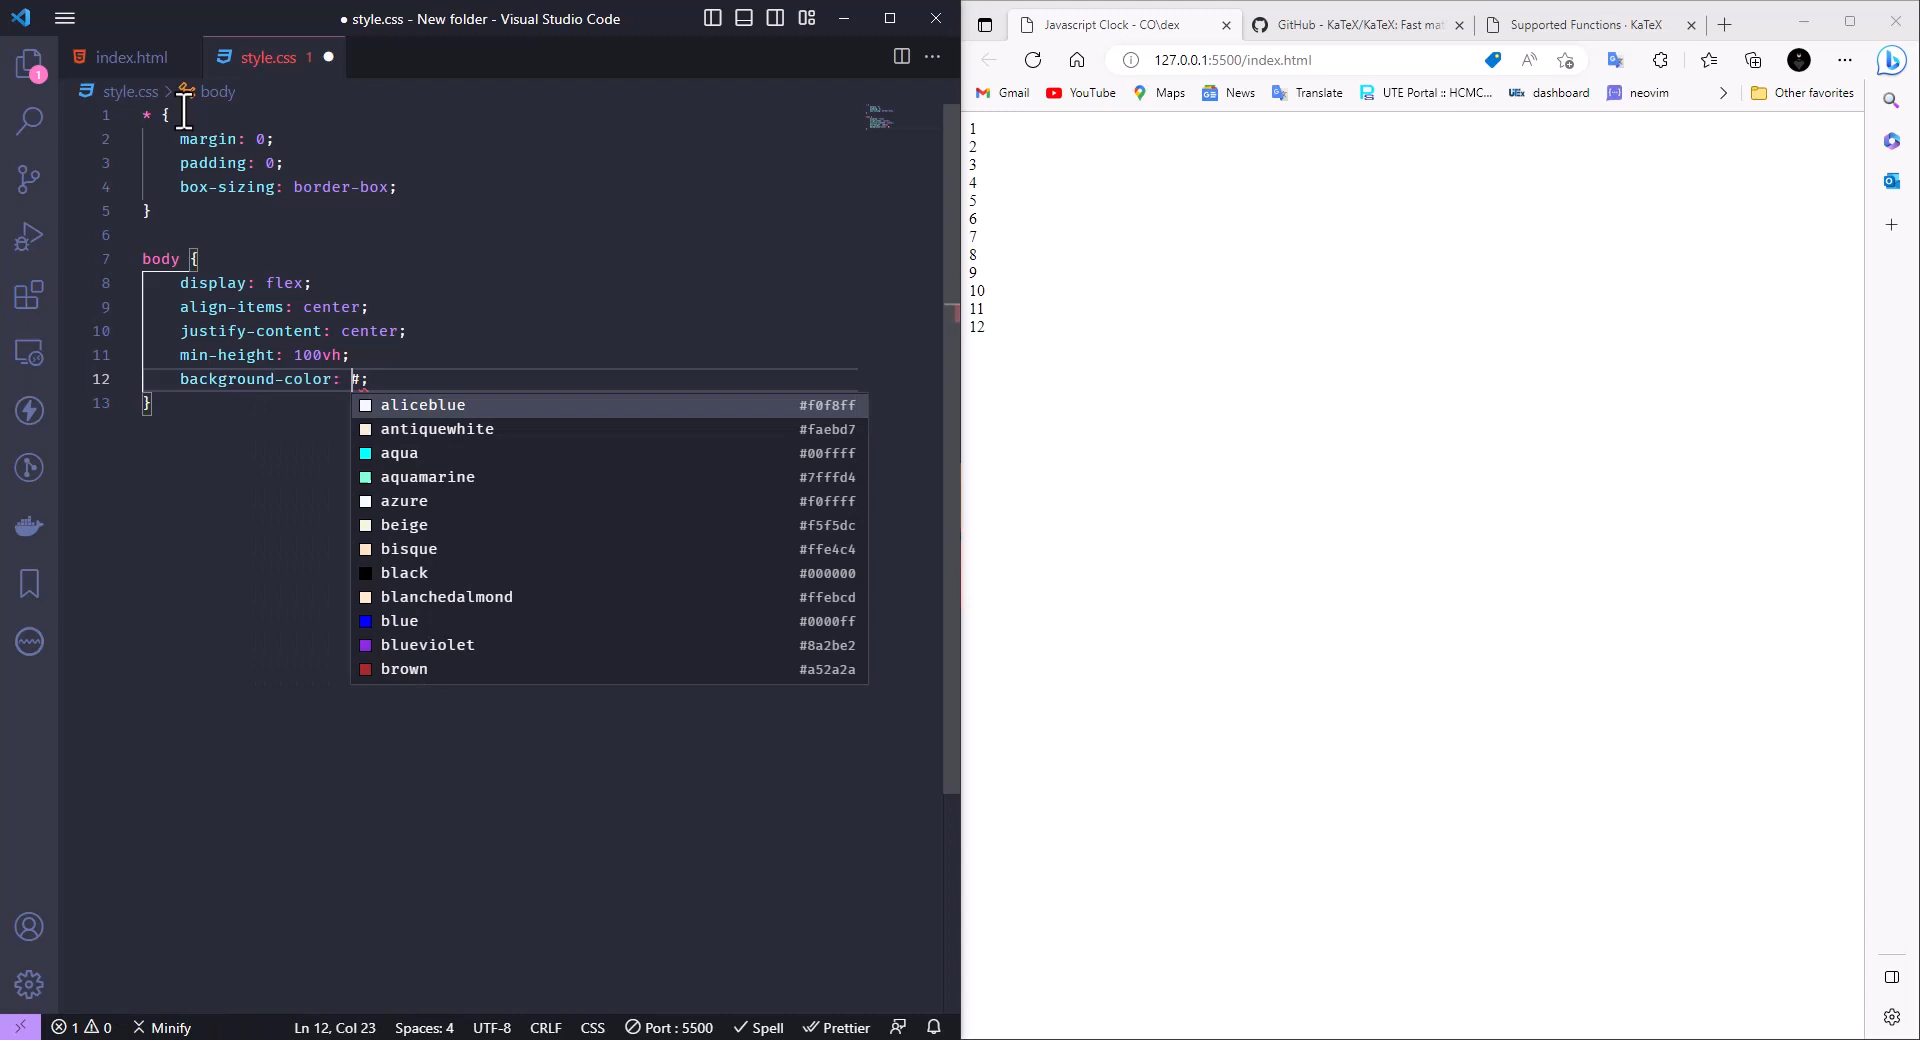 style.css - New folder - Visual Studio Code
index.html
style.css 1
style.css > body
1 * {
2 margin: 0;
3 padding: 0;
4 box-sizing: border-box;
5 }
6
7 body {
8 display: flex;
9 align-items: center;
10 justify-content: center;
11 min-height: 100vh;
12 background-color: #;
13 }
aliceblue #f0f8ff
antiquewhite #faebd7
aqua #00ffff
aquamarine #7fffd4
azure #f0ffff
beige #f5f5dc
bisque #ffe4c4
black #000000
blanchedalmond #ffebcd
blue #0000ff
blueviolet #8a2be2
brown #a52a2a
1
1 0 Minify Ln 12, Col 23 Spaces: 4 UTF-8 CRLF CSS Port : 5500 Spell Prettier
Javascript Clock - CO\dex
GitHub - KaTeX/KaTeX: Fast mat
Supported Functions · KaTeX
127.0.0.1:5500/index.html
Gmail YouTube Maps News Translate UTE Portal :: HCMC... UEx dashboard neovim Other favorites
1
2
3
4
5
6
7
8
9
10
11
12